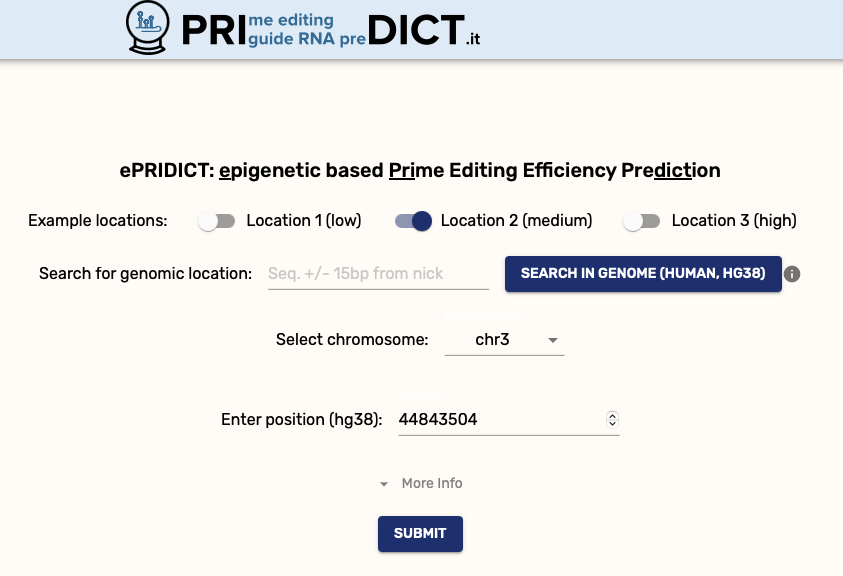 PRIme editing guide RNA preDICT.it
ePRIDICT: epigenetic based Prime Editing Efficiency Prediction
Example locations: Location 1 (low) Location 2 (medium) Location 3 (high)
Search for genomic location: Seq. +/- 15bp from nick SEARCH IN GENOME (HUMAN, HG38) i
Select chromosome: chr3
Enter position (hg38): 44843504
More Info
SUBMIT